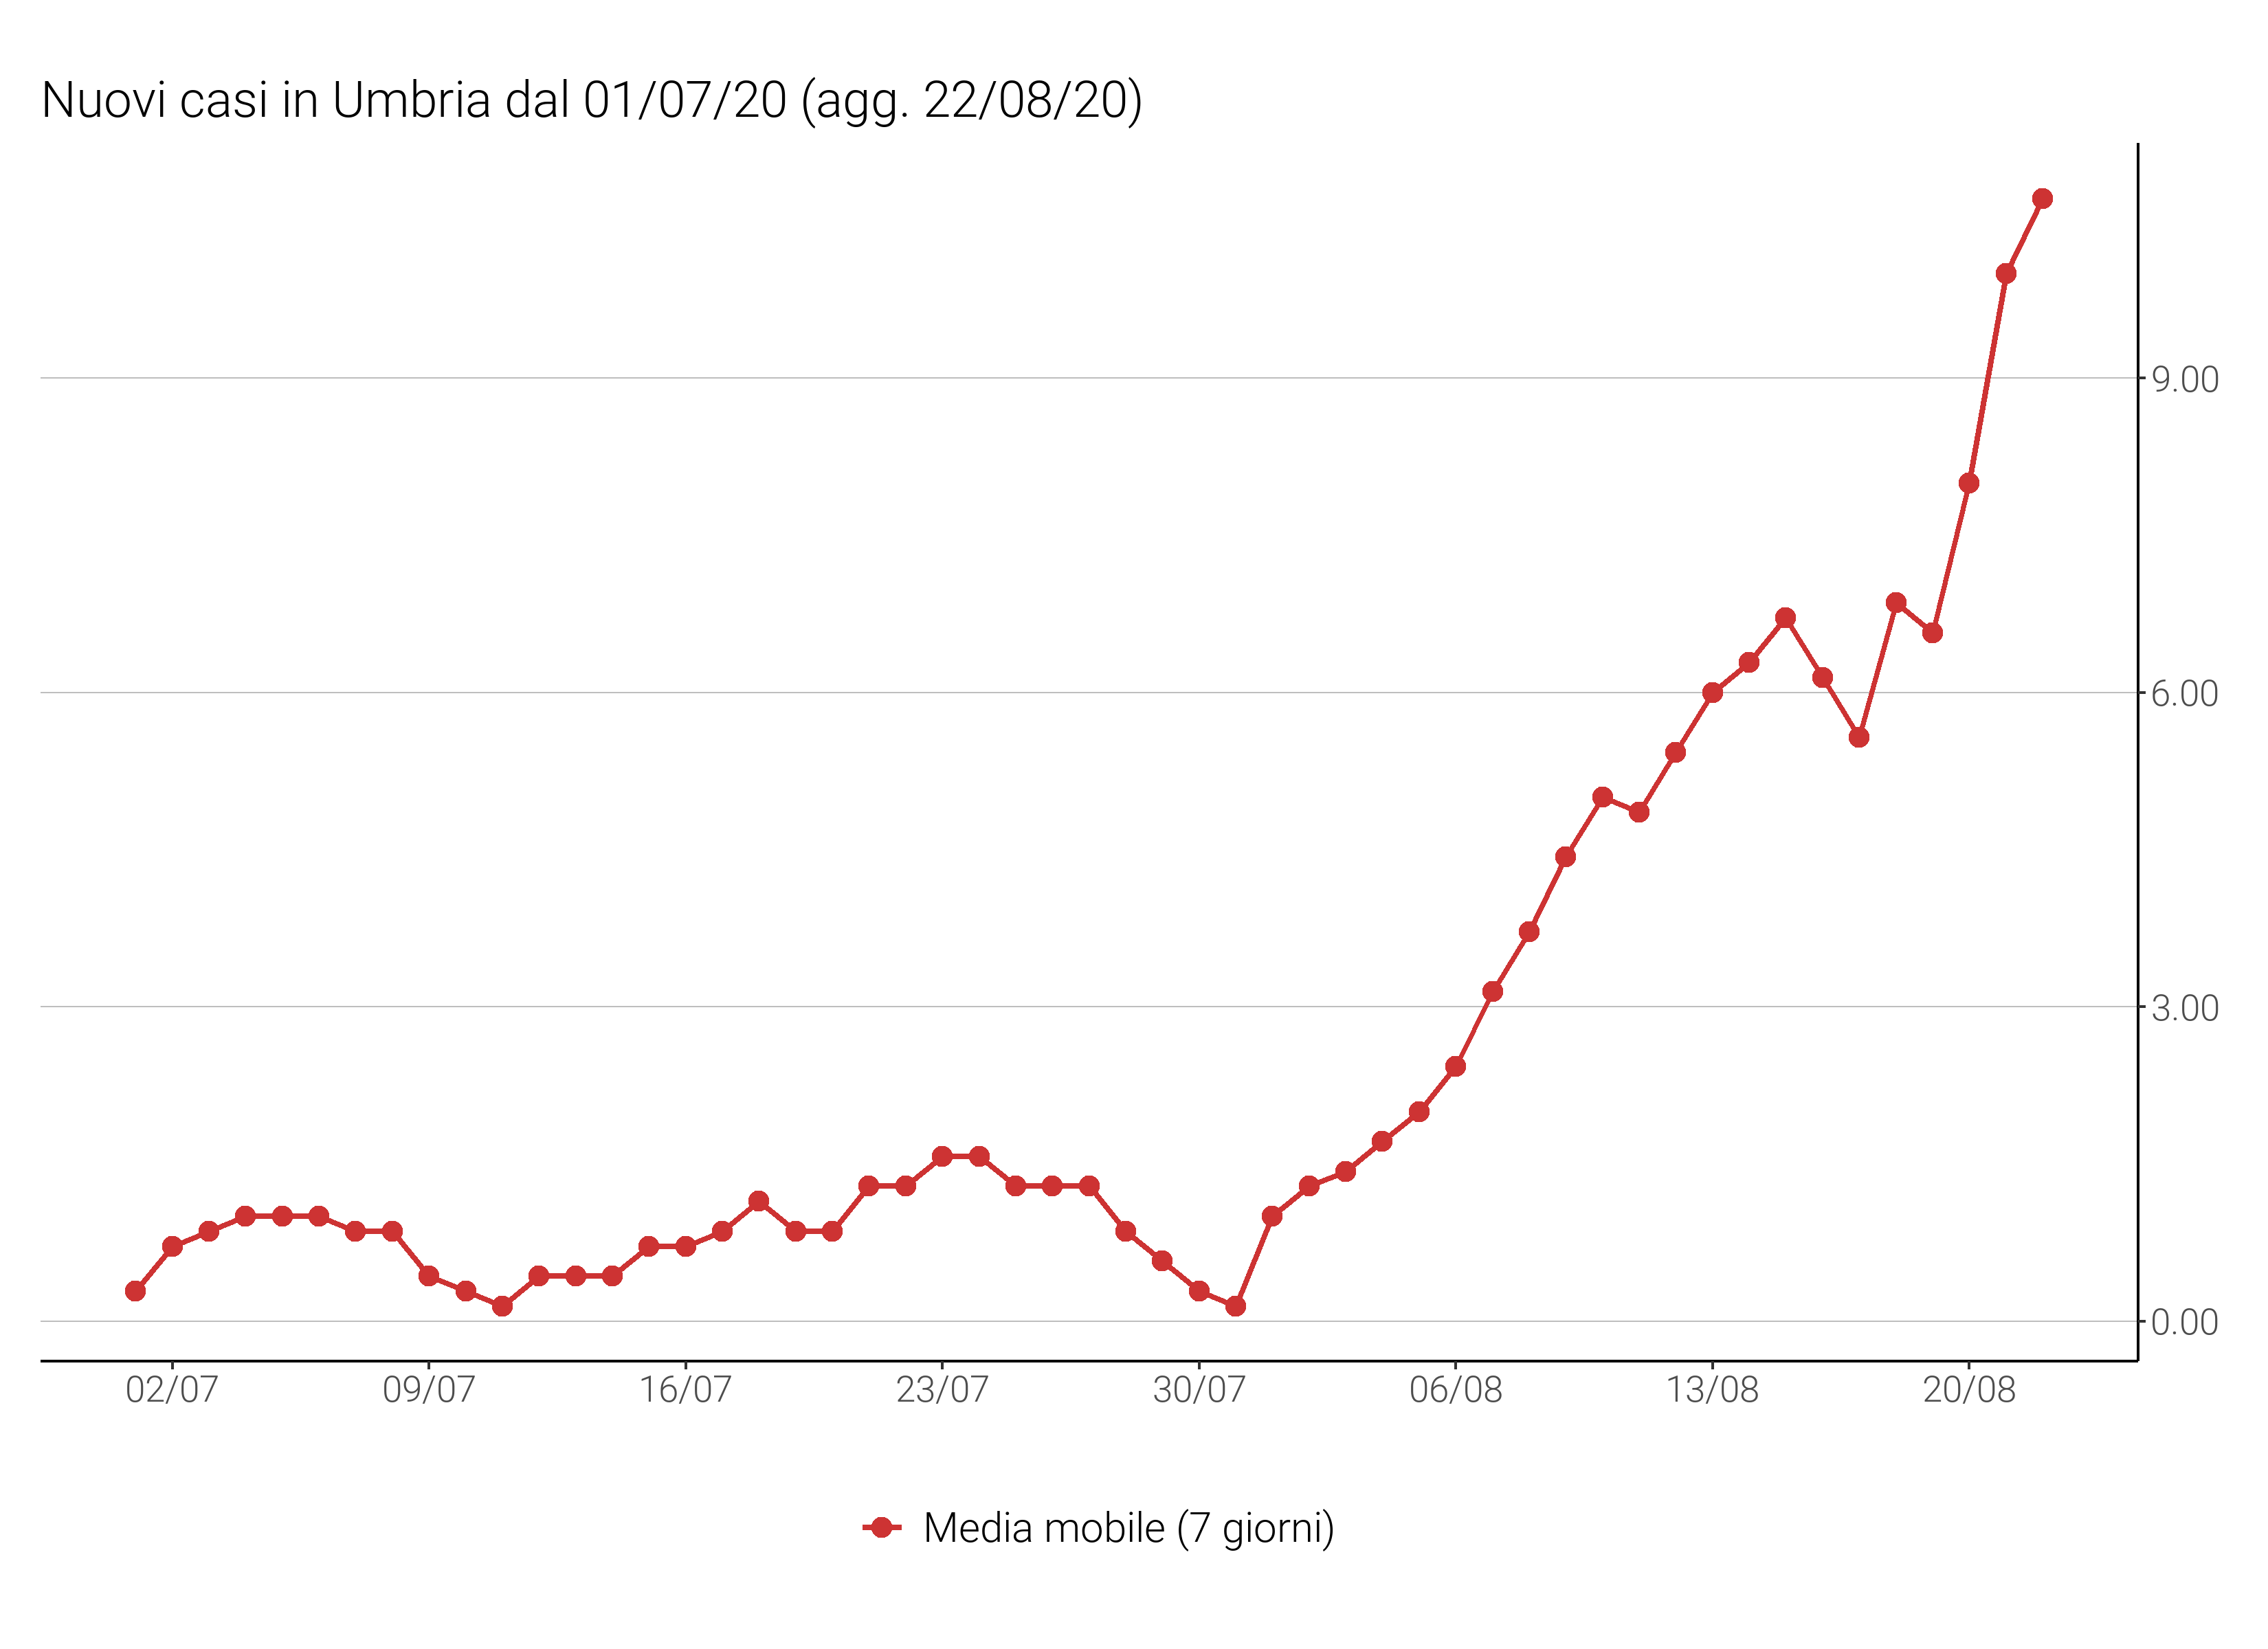 Nuovi casi in Umbria dal 01/07/20 (agg. 22/08/20)
9.00
6.00
3.00
0.00
02/07 09/07 16/07 23/07 30/07 06/08 13/08 20/08
Media mobile (7 giorni)